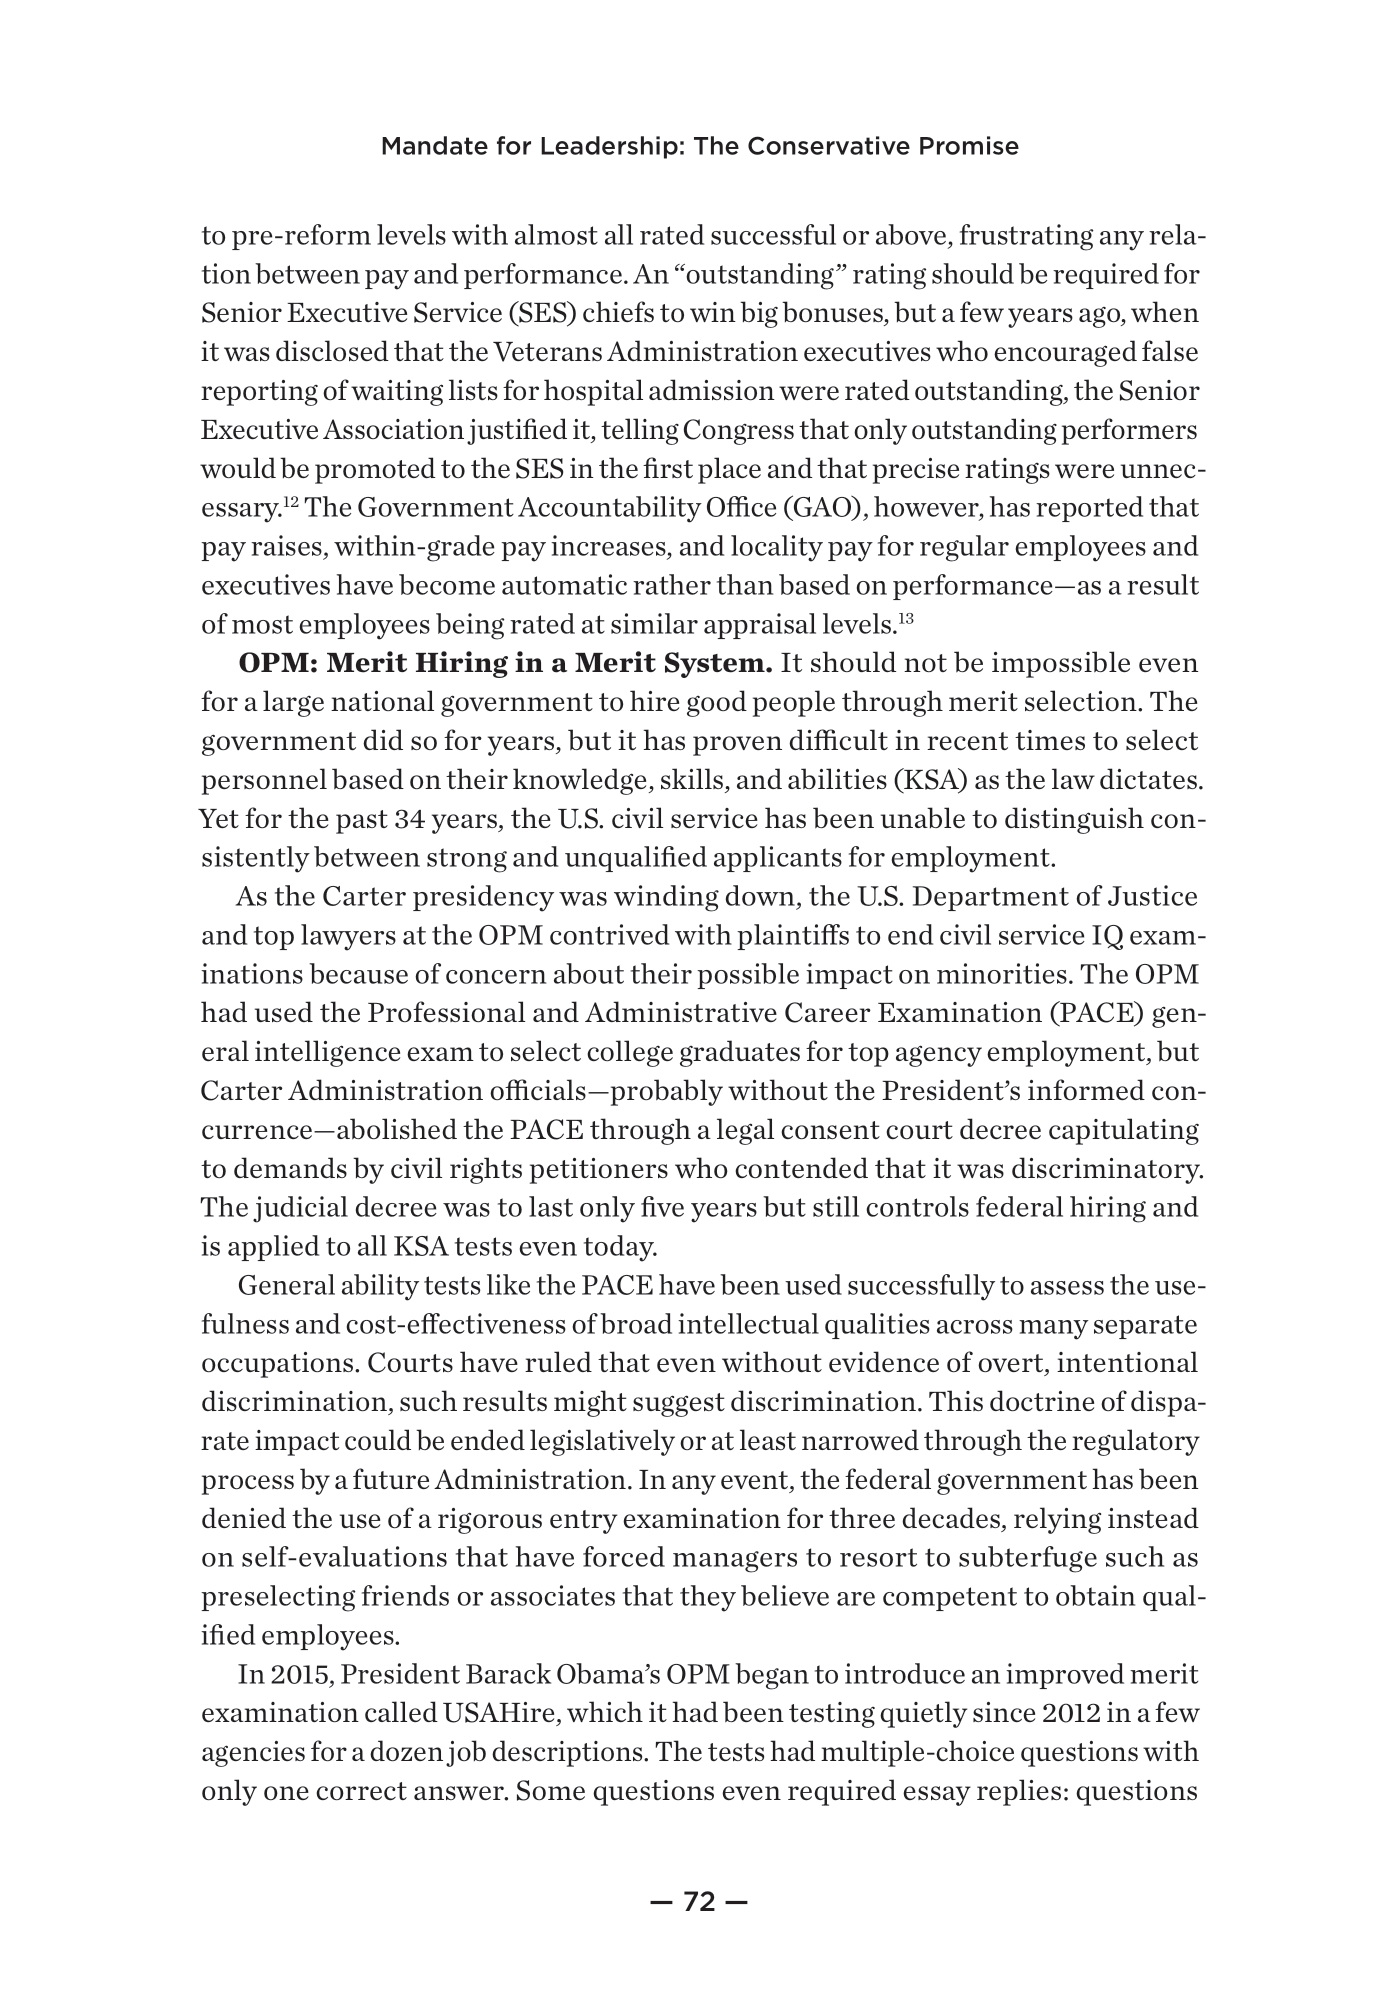 Mandate for Leadership: The Conservative Promise
to pre-reform levels with almost all rated successful or above, frustrating any rela-
tion between pay and performance. An “outstanding” rating should be required for
Senior Executive Service (SES) chiefs to win big bonuses, but a few years ago, when
it was disclosed that the Veterans Administration executives who encouraged false
reporting of waiting lists for hospital admission were rated outstanding, the Senior
Executive Association justified it, telling Congress that only outstanding performers
would be promoted to the SES in the first place and that precise ratings were unnec-
essary.12 The Government Accountability Office (GAO), however, has reported that
pay raises, within-grade pay increases, and locality pay for regular employees and
executives have become automatic rather than based on performance—as a result
of most employees being rated at similar appraisal levels.13
OPM: Merit Hiring in a Merit System. It should not be impossible even
for a large national government to hire good people through merit selection. The
government did so for years, but it has proven difficult in recent times to select
personnel based on their knowledge, skills, and abilities (KSA) as the law dictates.
Yet for the past 34 years, the U.S. civil service has been unable to distinguish con-
sistently between strong and unqualified applicants for employment.
As the Carter presidency was winding down, the U.S. Department of Justice
and top lawyers at the OPM contrived with plaintiffs to end civil service IQ exam-
inations because of concern about their possible impact on minorities. The OPM
had used the Professional and Administrative Career Examination (PACE) gen-
eral intelligence exam to select college graduates for top agency employment, but
Carter Administration officials—probably without the President’s informed con-
currence—abolished the PACE through a legal consent court decree capitulating
to demands by civil rights petitioners who contended that it was discriminatory.
The judicial decree was to last only five years but still controls federal hiring and
is applied to all KSA tests even today.
General ability tests like the PACE have been used successfully to assess the use-
fulness and cost-effectiveness of broad intellectual qualities across many separate
occupations. Courts have ruled that even without evidence of overt, intentional
discrimination, such results might suggest discrimination. This doctrine of dispa-
rate impact could be ended legislatively or at least narrowed through the regulatory
process by a future Administration. In any event, the federal government has been
denied the use of a rigorous entry examination for three decades, relying instead
on self-evaluations that have forced managers to resort to subterfuge such as
preselecting friends or associates that they believe are competent to obtain qual-
ified employees.
In 2015, President Barack Obama’s OPM began to introduce an improved merit
examination called USAHire, which it had been testing quietly since 2012 in a few
agencies for a dozen job descriptions. The tests had multiple-choice questions with
only one correct answer. Some questions even required essay replies: questions
— 72 —